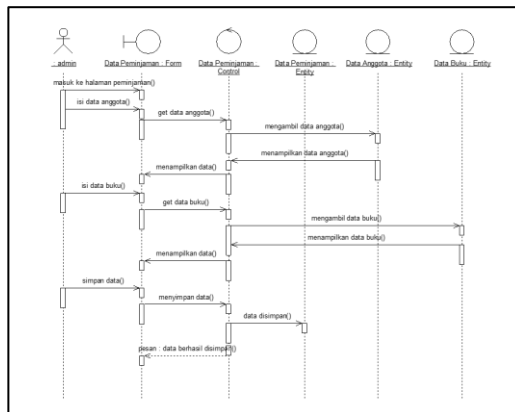 : admin
Data Peminjaman : Form
Data Peminjaman :
Control
Data Peminjaman :
Entity
Data Anggota : Entity
Data Buku : Entity
masuk ke halaman peminjaman()
isi data anggota()
get data anggota()
mengambil data anggota()
menampilkan data anggota()
menampilkan data()
isi data buku()
get data buku()
mengambil data buku()
menampilkan data buku()
menampilkan data()
simpan data()
menyimpan data()
data disimpan()
pesan : data berhasil disimpan()